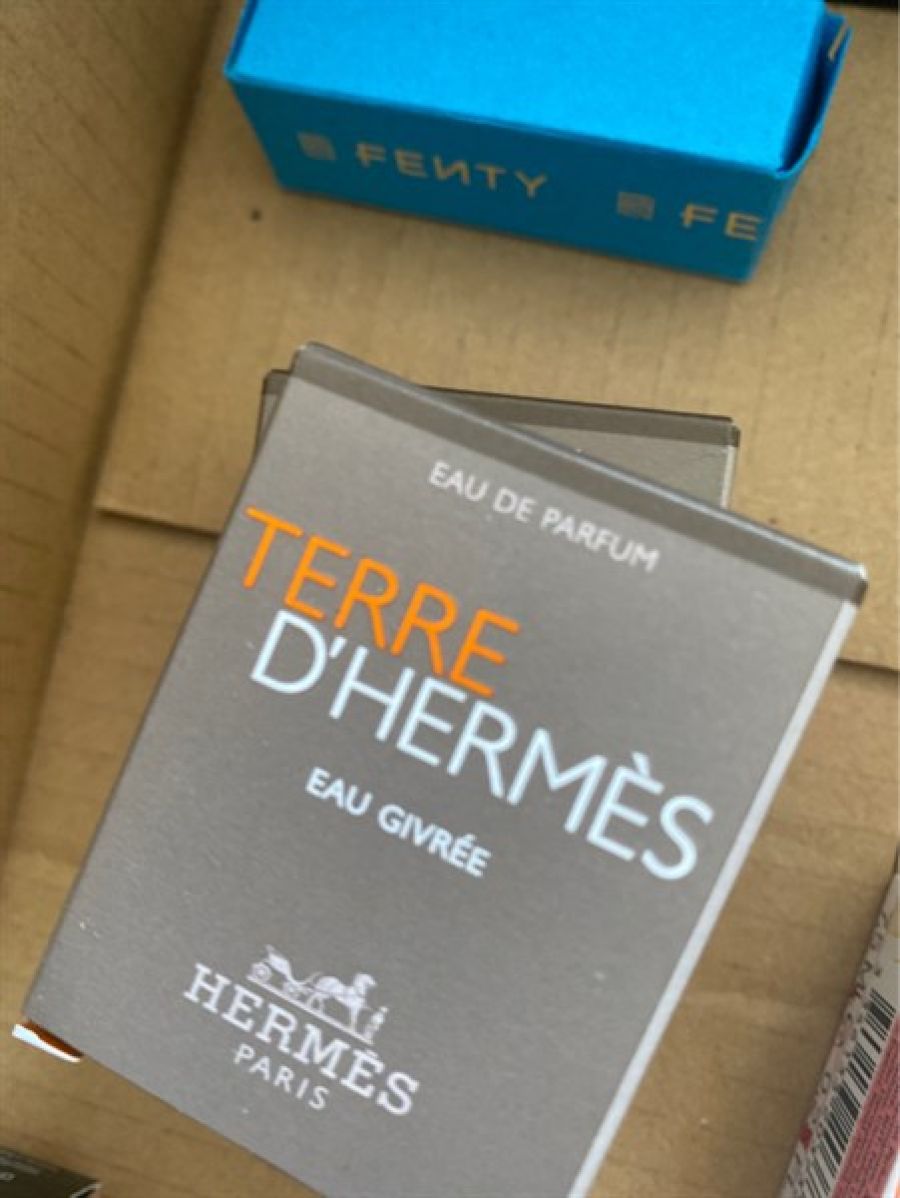 FENTY FE
EAU DE PARFUM
TERRE
D'HERMÈS
EAU GIVRÉE
HERMÈS
PARIS